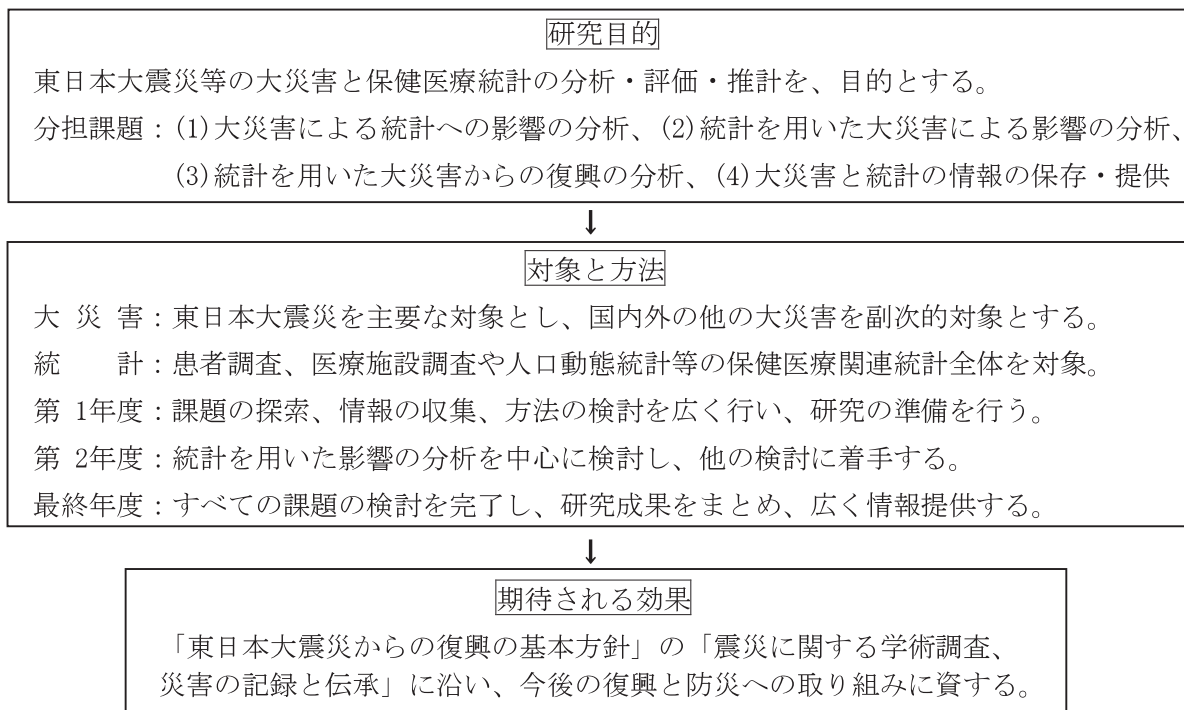 研究目的
東日本大震災等の大災害と保健医療統計の分析・評価・推計を、目的とする。
分担課題：(1)大災害による統計への影響の分析、(2)統計を用いた大災害による影響の分析、
(3)統計を用いた大災害からの復興の分析、(4)大災害と統計の情報の保存・提供
↓
対象と方法
大 災 害：東日本大震災を主要な対象とし、国内外の他の大災害を副次的対象とする。
統　　計：患者調査、医療施設調査や人口動態統計等の保健医療関連統計全体を対象。
第 1年度：課題の探索、情報の収集、方法の検討を広く行い、研究の準備を行う。
第 2年度：統計を用いた影響の分析を中心に検討し、他の検討に着手する。
最終年度：すべての課題の検討を完了し、研究成果をまとめ、広く情報提供する。
↓
期待される効果
「東日本大震災からの復興の基本方針」の「震災に関する学術調査、
災害の記録と伝承」に沿い、今後の復興と防災への取り組みに資する。